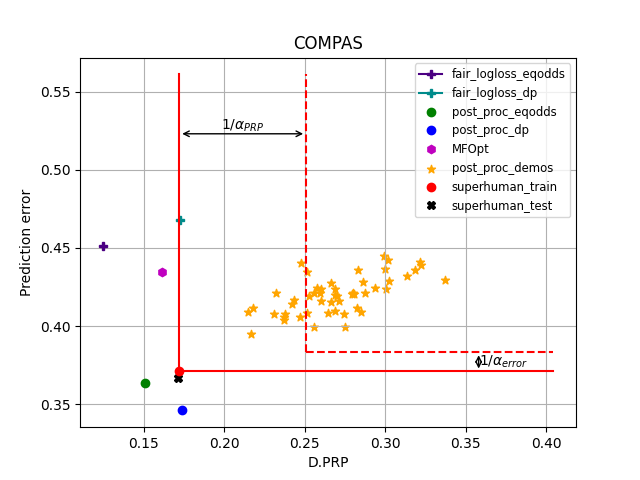 COMPAS
fair_logloss_eqodds
fair_logloss_dp
post_proc_eqodds
post_proc_dp
MFOpt
post_proc_demos
superhuman_train
superhuman_test
1/α_PRP
1/α_error
Prediction error
0.55
0.50
0.45
0.40
0.35
0.15 0.20 0.25 0.30 0.35 0.40
D.PRP